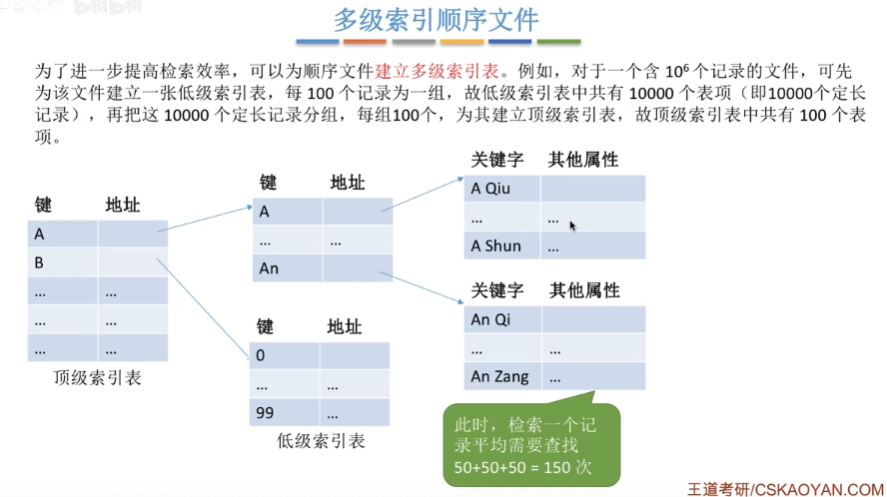 多级索引顺序文件
为了进一步提高检索效率，可以为顺序文件建立多级索引表。例如，对于一个含 10⁶ 个记录的文件，可先
为该文件建立一张低级索引表，每 100 个记录为一组，故低级索引表中共有 10000 个表项（即10000个定长
记录），再把这 10000 个定长记录分组，每组100个，为其建立顶级索引表，故顶级索引表中共有 100 个表
项。
键 地址
A
B
... ...
... ...
... ...
顶级索引表
键 地址
A
... ...
An
键 地址
0
... ...
99 ...
低级索引表
关键字 其他属性
A Qiu
... ...
A Shun ...
关键字 其他属性
An Qi
... ...
An Zang ...
此时，检索一个记
录平均需要查找
50+50+50 = 150 次
王道考研/CSKAOYAN.COM